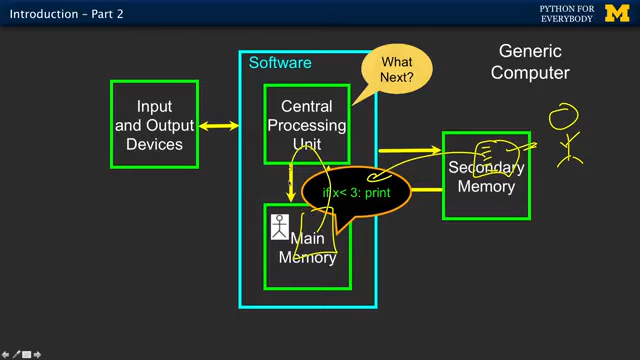 Introduction – Part 2
PYTHON FOR
EVERYBODY
M
Software
Generic
Computer
What
Next?
Input
and Output
Devices
Central
Processing
Unit
if x< 3: print
Secondary
Memory
Main
Memory